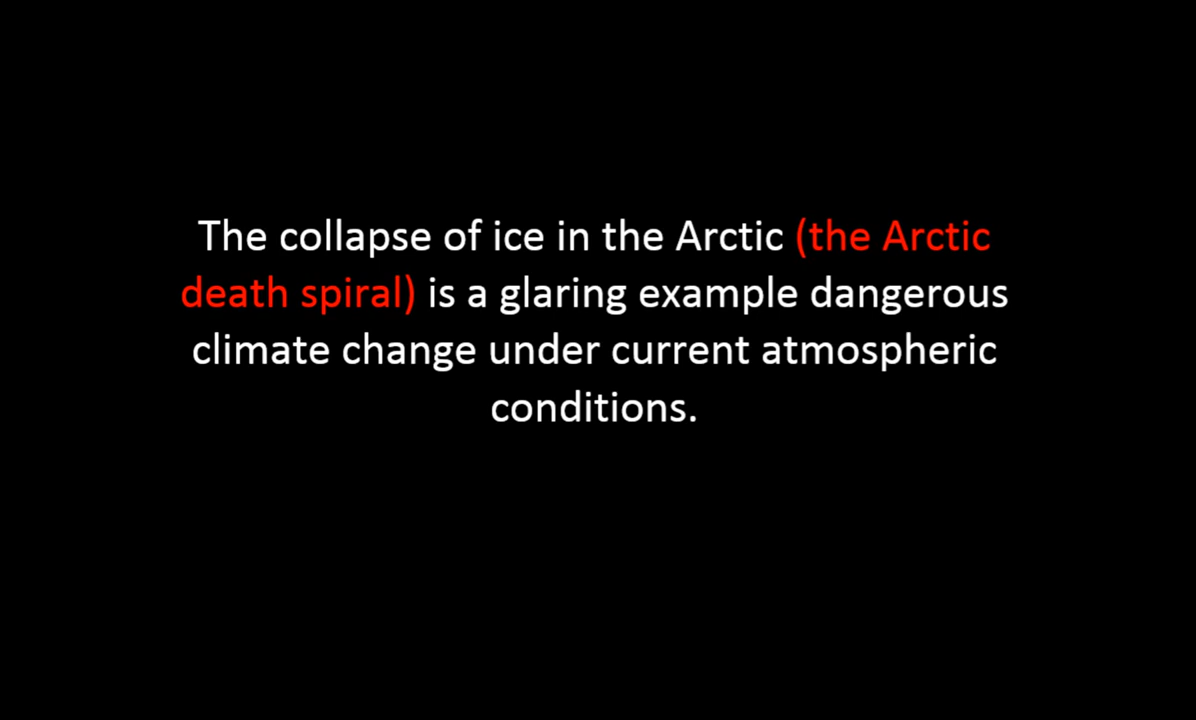 The collapse of ice in the Arctic (the Arctic
death spiral) is a glaring example dangerous
climate change under current atmospheric
conditions.